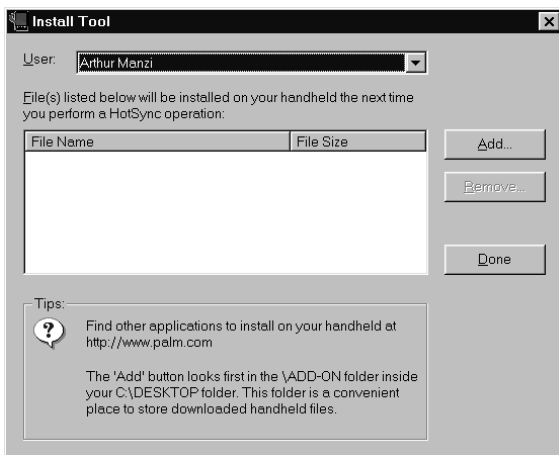 Install Tool
User: Arthur Manzi
File(s) listed below will be installed on your handheld the next time
you perform a HotSync operation:
File Name File Size
Add...
Remove...
Done
Tips:
Find other applications to install on your handheld at
http://www.palm.com
The 'Add' button looks first in the \ADD-ON folder inside
your C:\DESKTOP folder. This folder is a convenient
place to store downloaded handheld files.